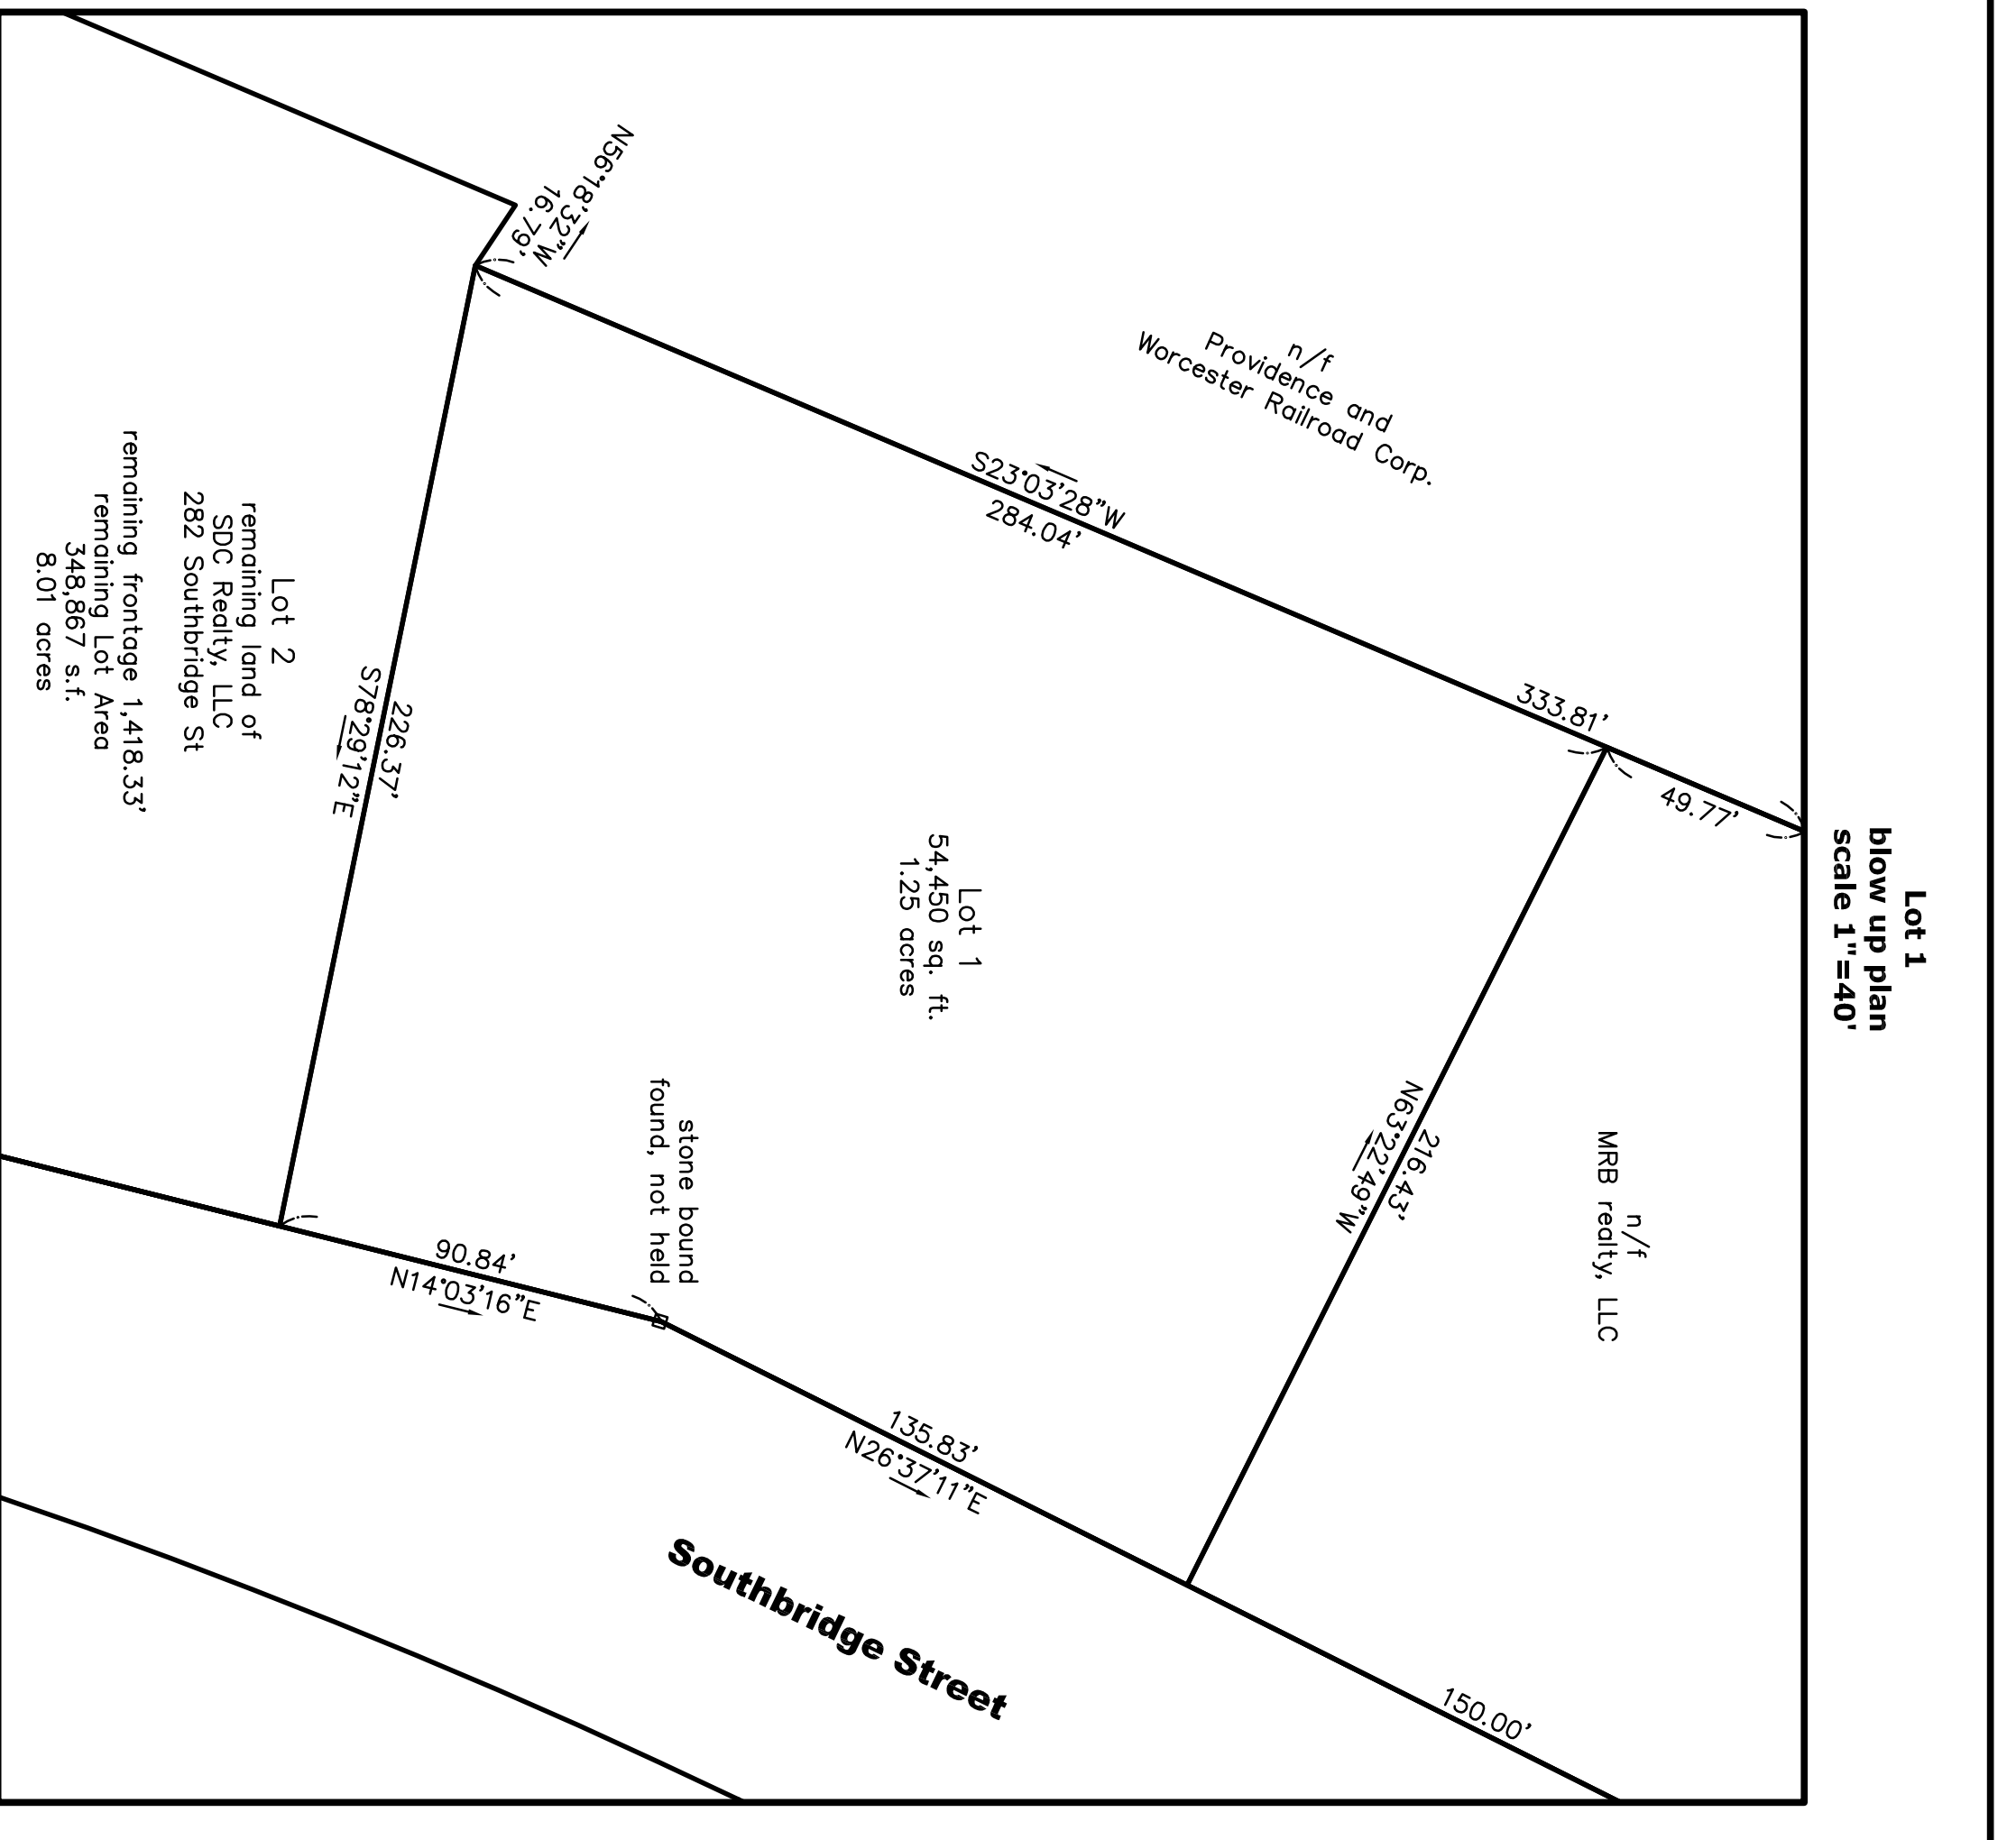 Lot 1
blow up plan
scale 1"=40'
n/f
Providence and
Worcester Railroad Corp.
N56°18'32"W
16.79'
S23°03'28"W
284.04'
333.81'
49.77'
n/f
MRB realty, LLC
216.43'
N63°22'49"W
Lot 1
54,450 sq. ft.
1.25 acres
226.37'
S78°29'12"E
Lot 2
remaining land of
SDC Realty, LLC
282 Southbridge St
remaining frontage 1,418.33'
remaining Lot Area
348,867 s.f.
8.01 acres
stone bound
found, not held
90.84'
N14°03'16"E
135.83'
N26°37'11"E
150.00'
Southbridge Street